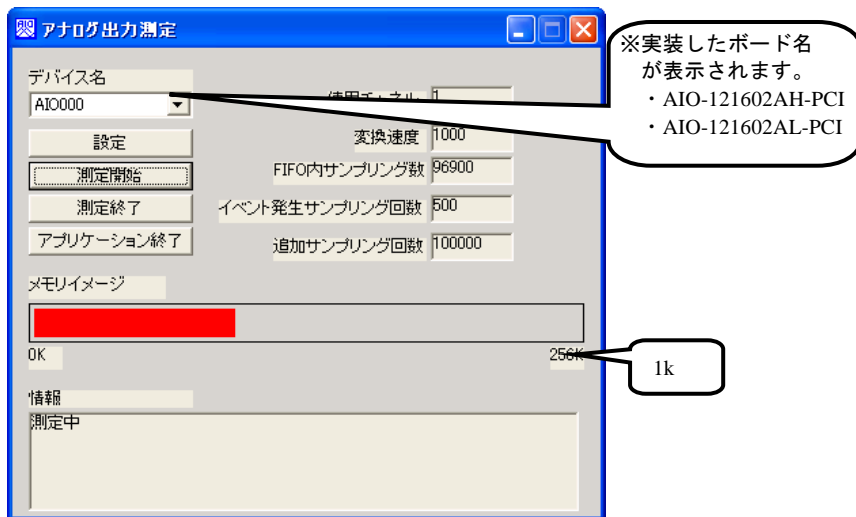 アナログ出力測定
※実装したボード名
が表示されます。
・AIO-121602AH-PCI
・AIO-121602AL-PCI
デバイス名
AIO000
使用チャネル 1
設定
変換速度 1000
測定開始
FIFO内サンプリング数 96900
測定終了
イベント発生サンプリング回数 500
アプリケーション終了
追加サンプリング回数 100000
メモリイメージ
0K
256K
1k
情報
測定中